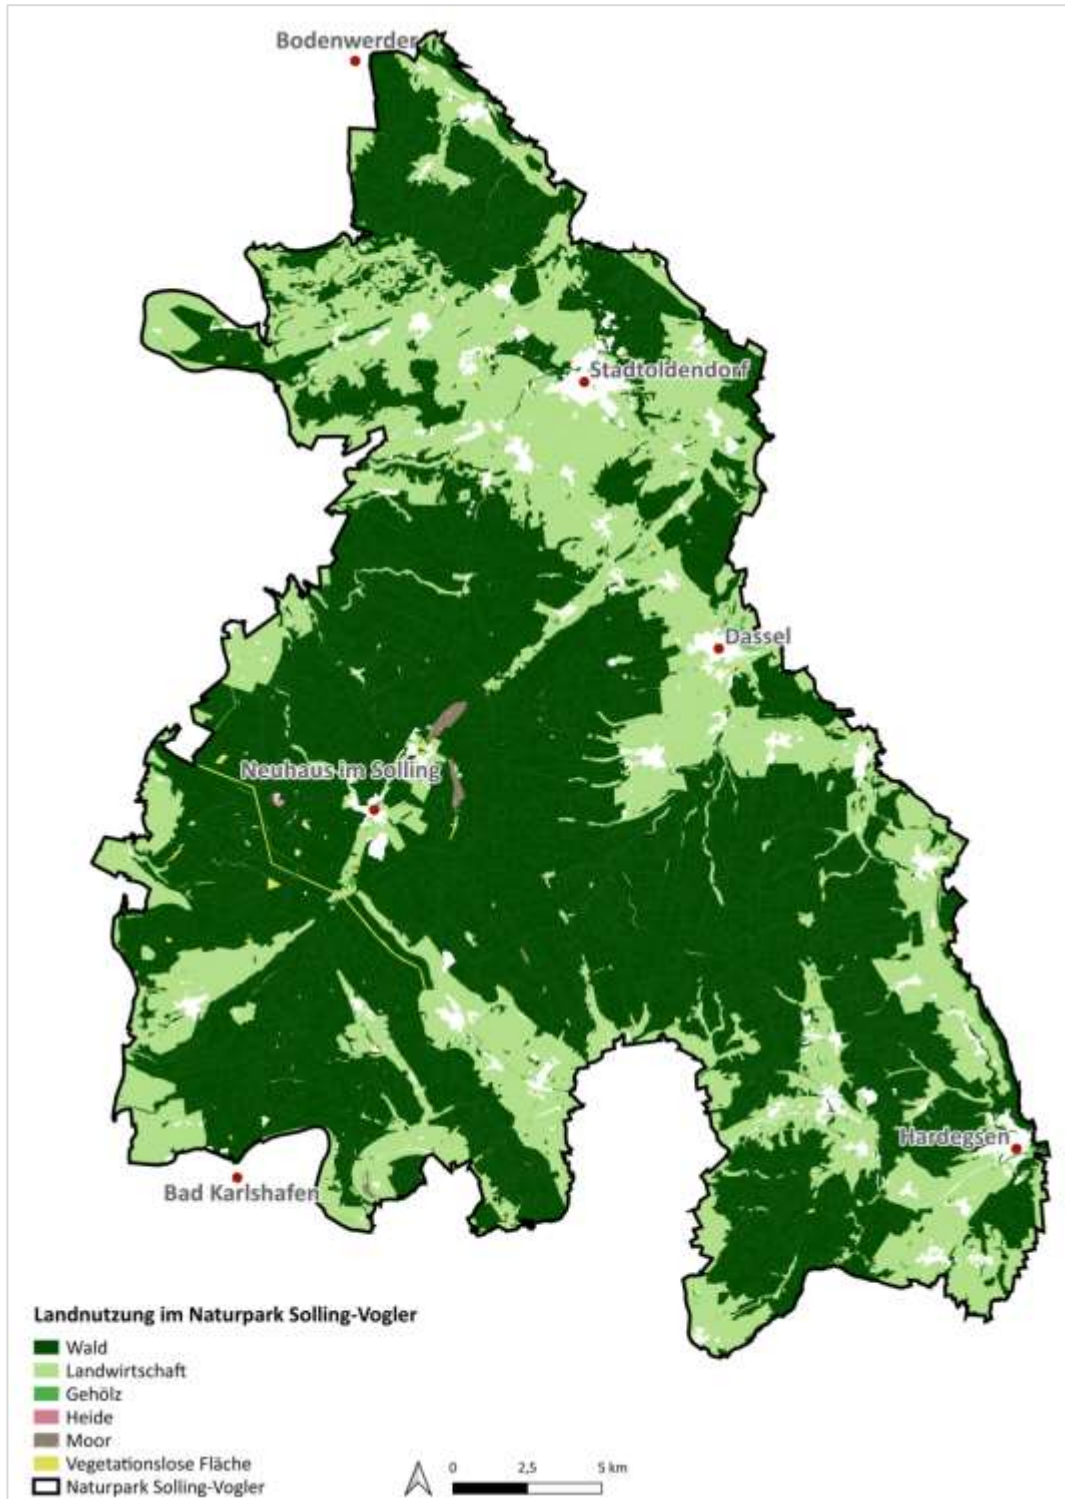 Bodenwerder
Stadtoldendorf
Dassel
Neuhaus im Solling
Hardegsen
Bad Karlshafen
Landnutzung im Naturpark Solling-Vogler
Wald
Landwirtschaft
Gehölz
Heide
Moor
Vegetationslose Fläche
Naturpark Solling-Vogler
0 2,5 5 km